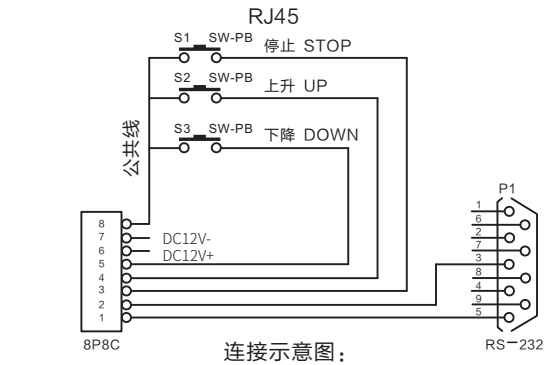 RJ45
S1 SW-PB 停止 STOP
S2 SW-PB 上升 UP
S3 SW-PB 下降 DOWN
公共线
8
7 DC12V-
6 DC12V+
5
4
3
2
1
8P8C
P1
1
6
2
7
3
8
4
9
5
RS-232
连接示意图：